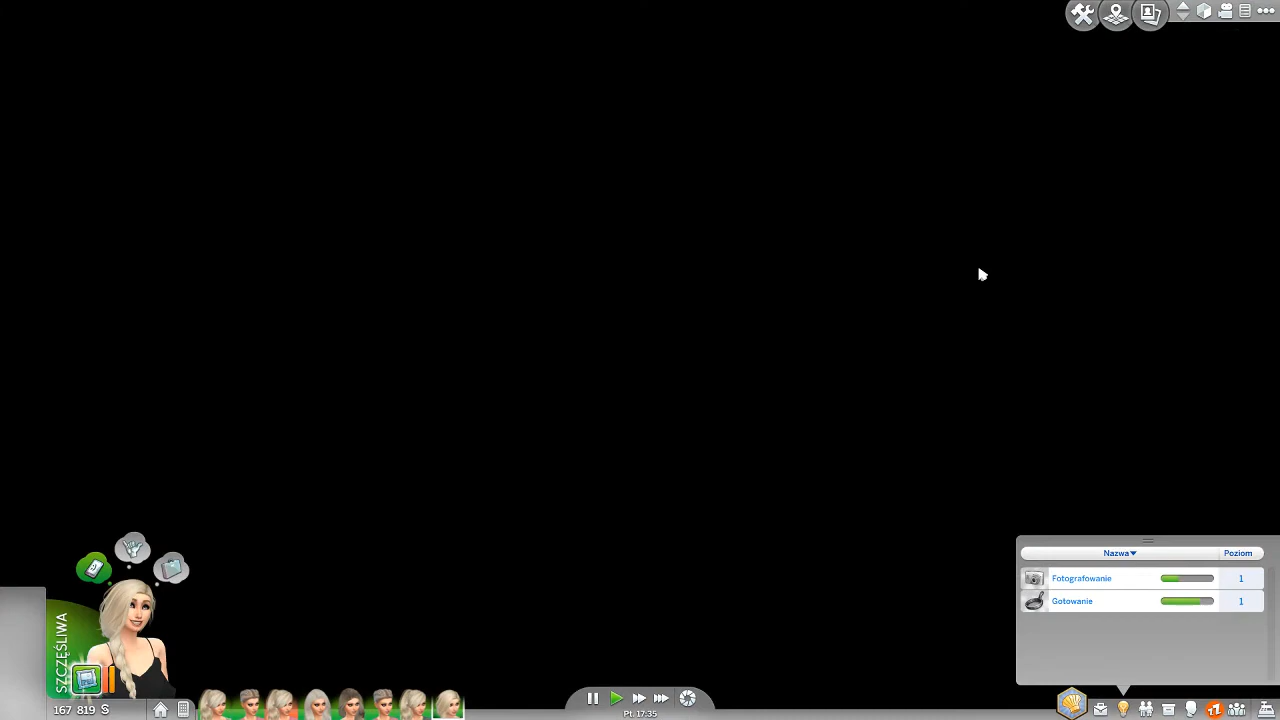 Nazwa Poziom
Fotografowanie 1
Gotowanie 1
SZCZĘŚLIWA
167 819 S
Pt. 17:35